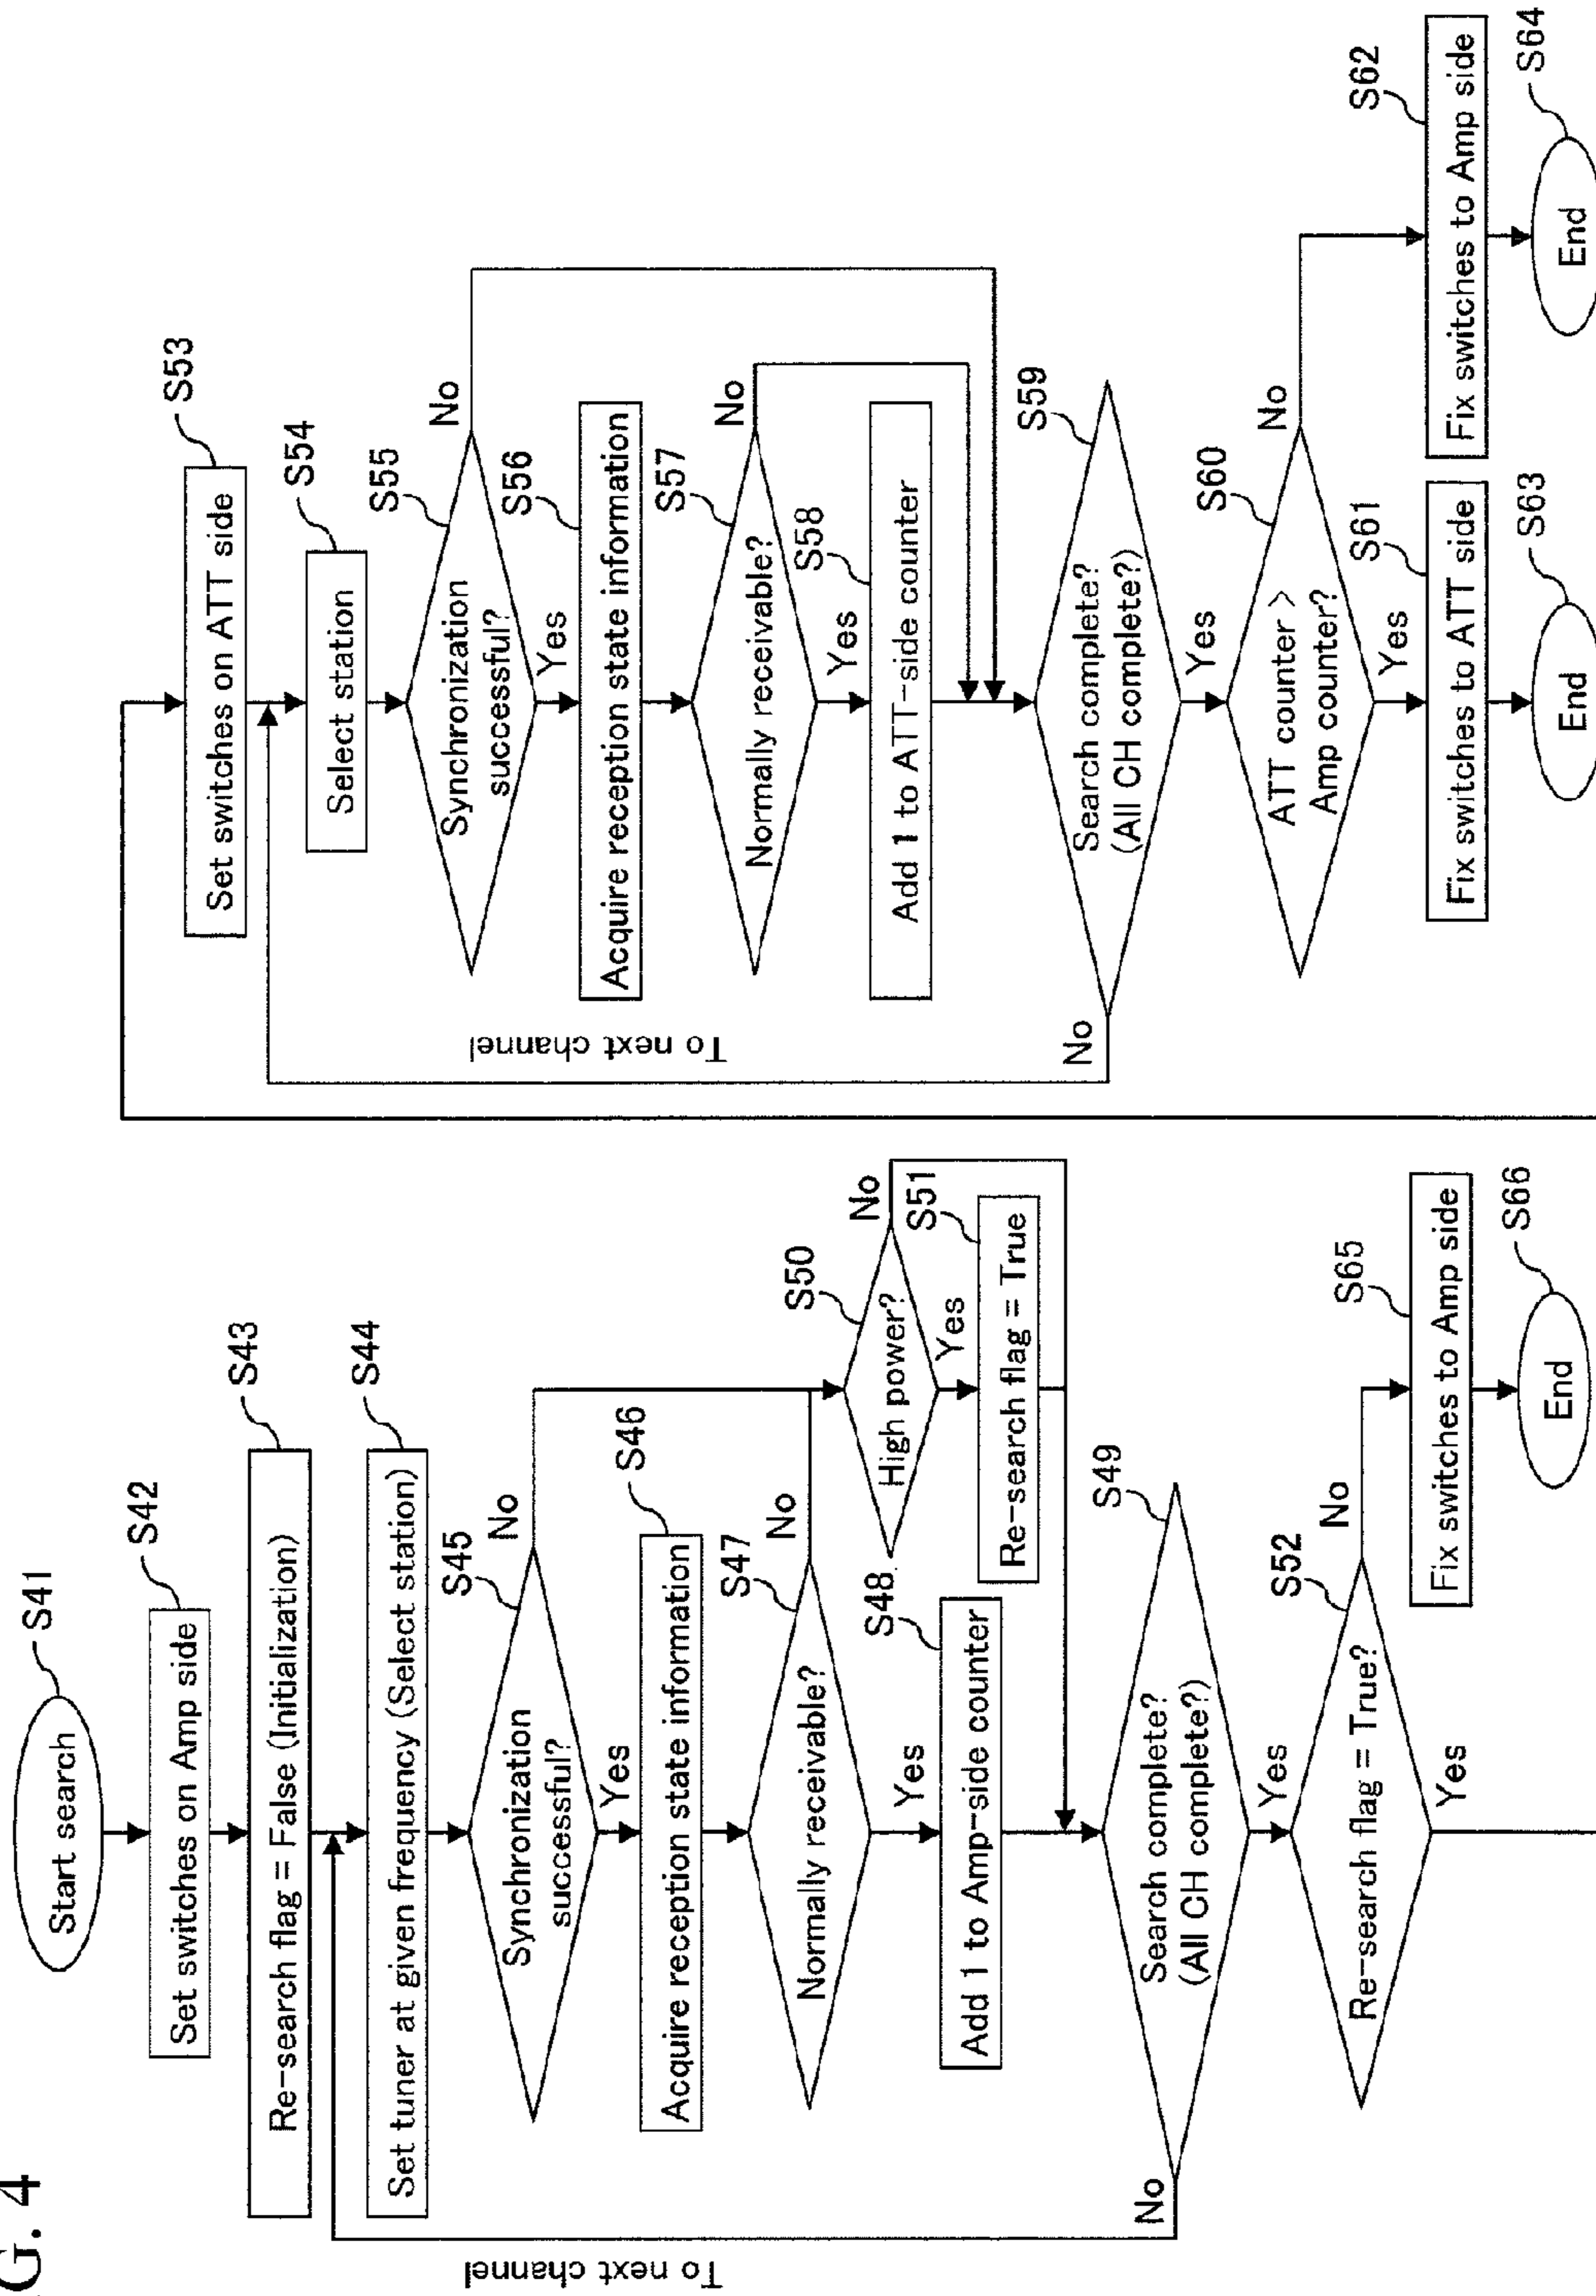 G. 4
Start search
S41
Set switches on Amp side
S42
Re-search flag = False (Initialization)
S43
Set tuner at given frequency (Select station)
S44
Synchronization
successful?
S45
No
Yes
Acquire reception state information
S46
Normally receivable?
S47
No
Yes
Add 1 to Amp-side counter
S48
High power?
S50
No
Yes
Re-search flag = True
S51
Search complete?
(All CH complete?)
S49
No
To next channel
Yes
Re-search flag = True?
S52
No
Yes
Fix switches to Amp side
S65
End
S66
Set switches on ATT side
S53
Select station
S54
Synchronization
successful?
S55
No
Yes
Acquire reception state information
S56
Normally receivable?
S57
No
Yes
Add 1 to ATT-side counter
S58
Search complete?
(All CH complete?)
S59
No
To next channel
Yes
ATT counter >
Amp counter?
S60
No
Yes
Fix switches to ATT side
S61
Fix switches to Amp side
S62
End
S63
End
S64